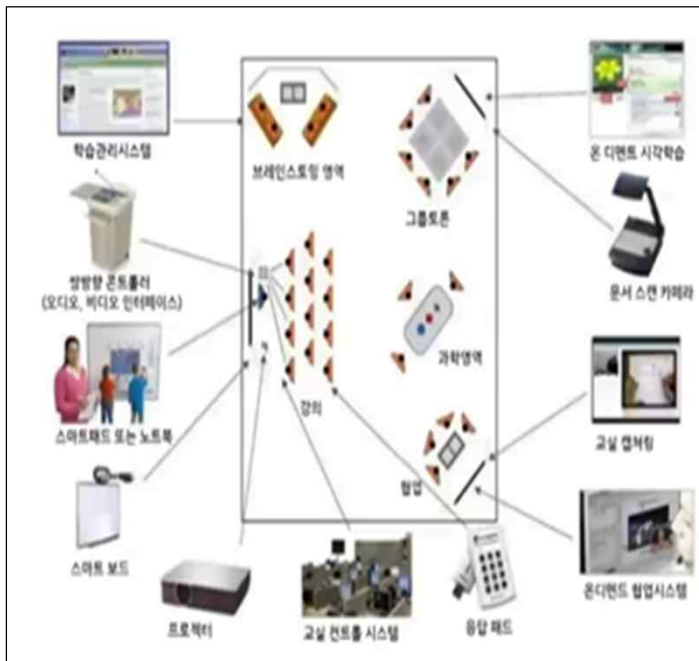 학습관리시스템
브레인스토밍 영역
그룹토론
온 디멘트 시각학습
쌍방향 콘트롤러
(오디오, 비디오 인터페이스)
문서 스캔 카메라
과학영역
스마트패드 또는 노트북
강의
교실 캡처링
협업
스마트 보드
프로젝터
교실 컨트롤 시스템
응답 패드
온디멘드 협업시스템